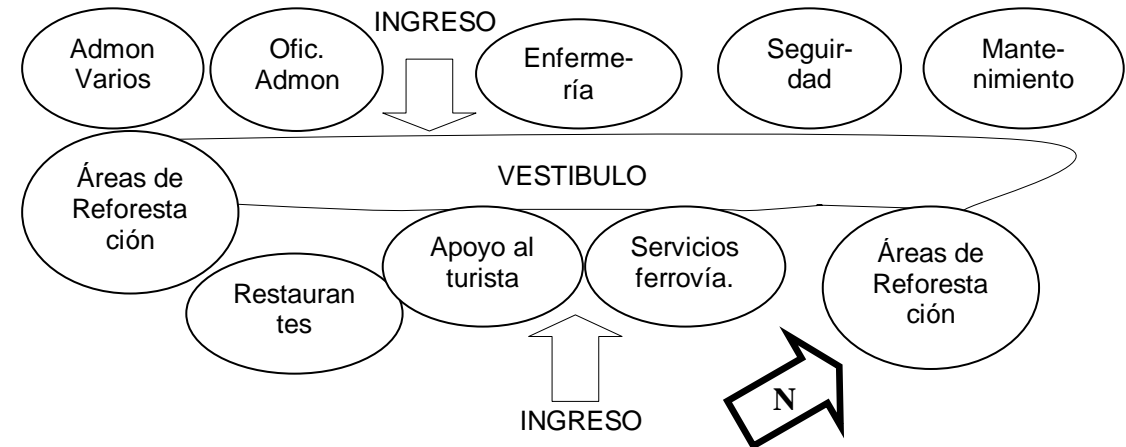 INGRESO
Admon
Varios
Ofic.
Admon
Enferme-
ría
Seguir-
dad
Mante-
nimiento
VESTIBULO
Áreas de
Reforesta
ción
Apoyo al
turista
Servicios
ferrovía.
Áreas de
Reforesta
ción
Restauran
tes
N
INGRESO